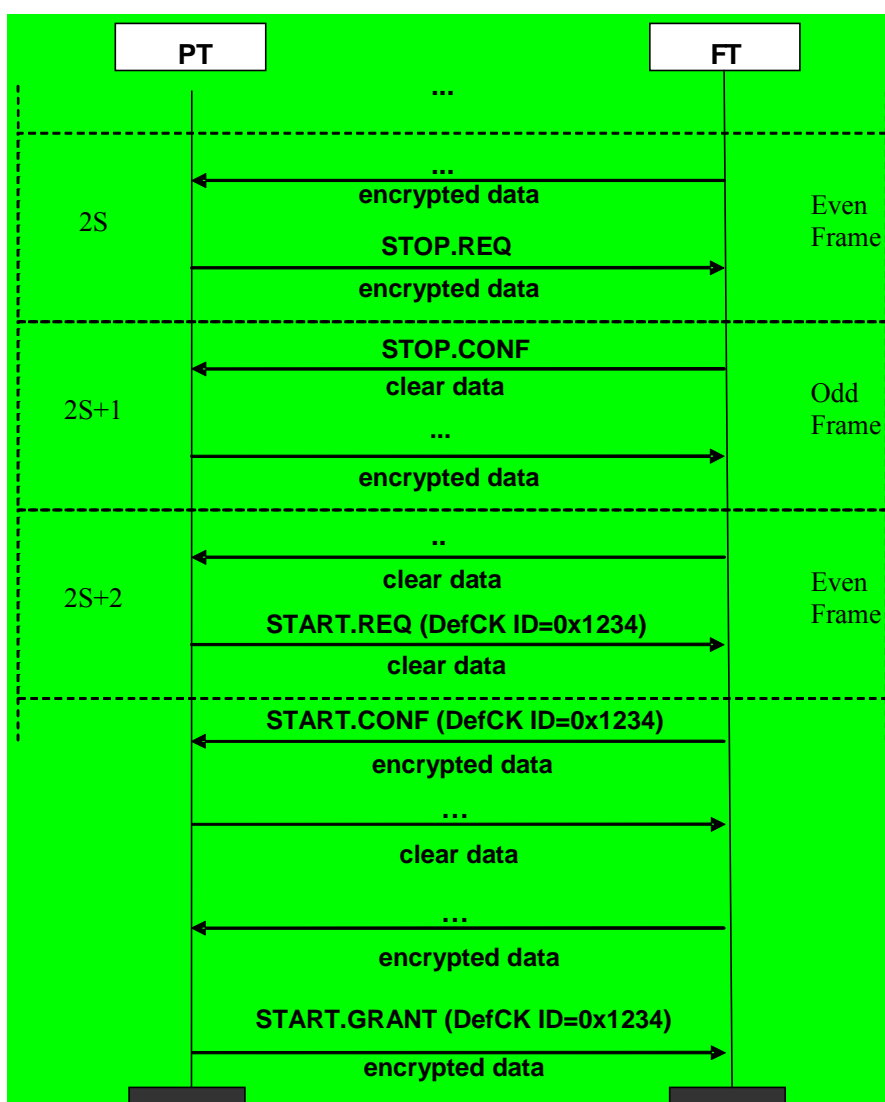 PT
FT
...
...
encrypted data
2S
Even
Frame
STOP.REQ
encrypted data
STOP.CONF
clear data
2S+1
Odd
Frame
...
encrypted data
..
clear data
2S+2
Even
Frame
START.REQ (DefCK ID=0x1234)
clear data
START.CONF (DefCK ID=0x1234)
encrypted data
...
clear data
...
encrypted data
START.GRANT (DefCK ID=0x1234)
encrypted data